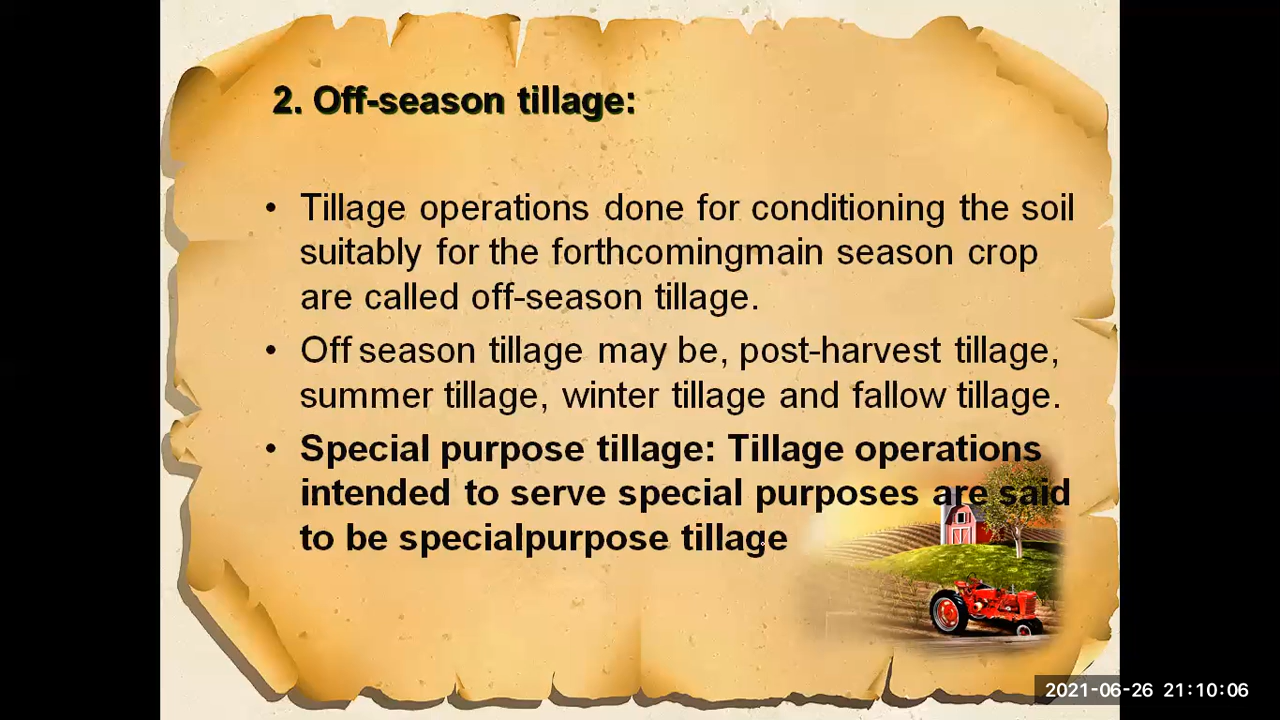 2. Off-season tillage:
• Tillage operations done for conditioning the soil
suitably for the forthcomingmain season crop
are called off-season tillage.
• Off season tillage may be, post-harvest tillage,
summer tillage, winter tillage and fallow tillage.
• Special purpose tillage: Tillage operations
intended to serve special purposes are said
to be specialpurpose tillage
2021-06-26 21:10:06